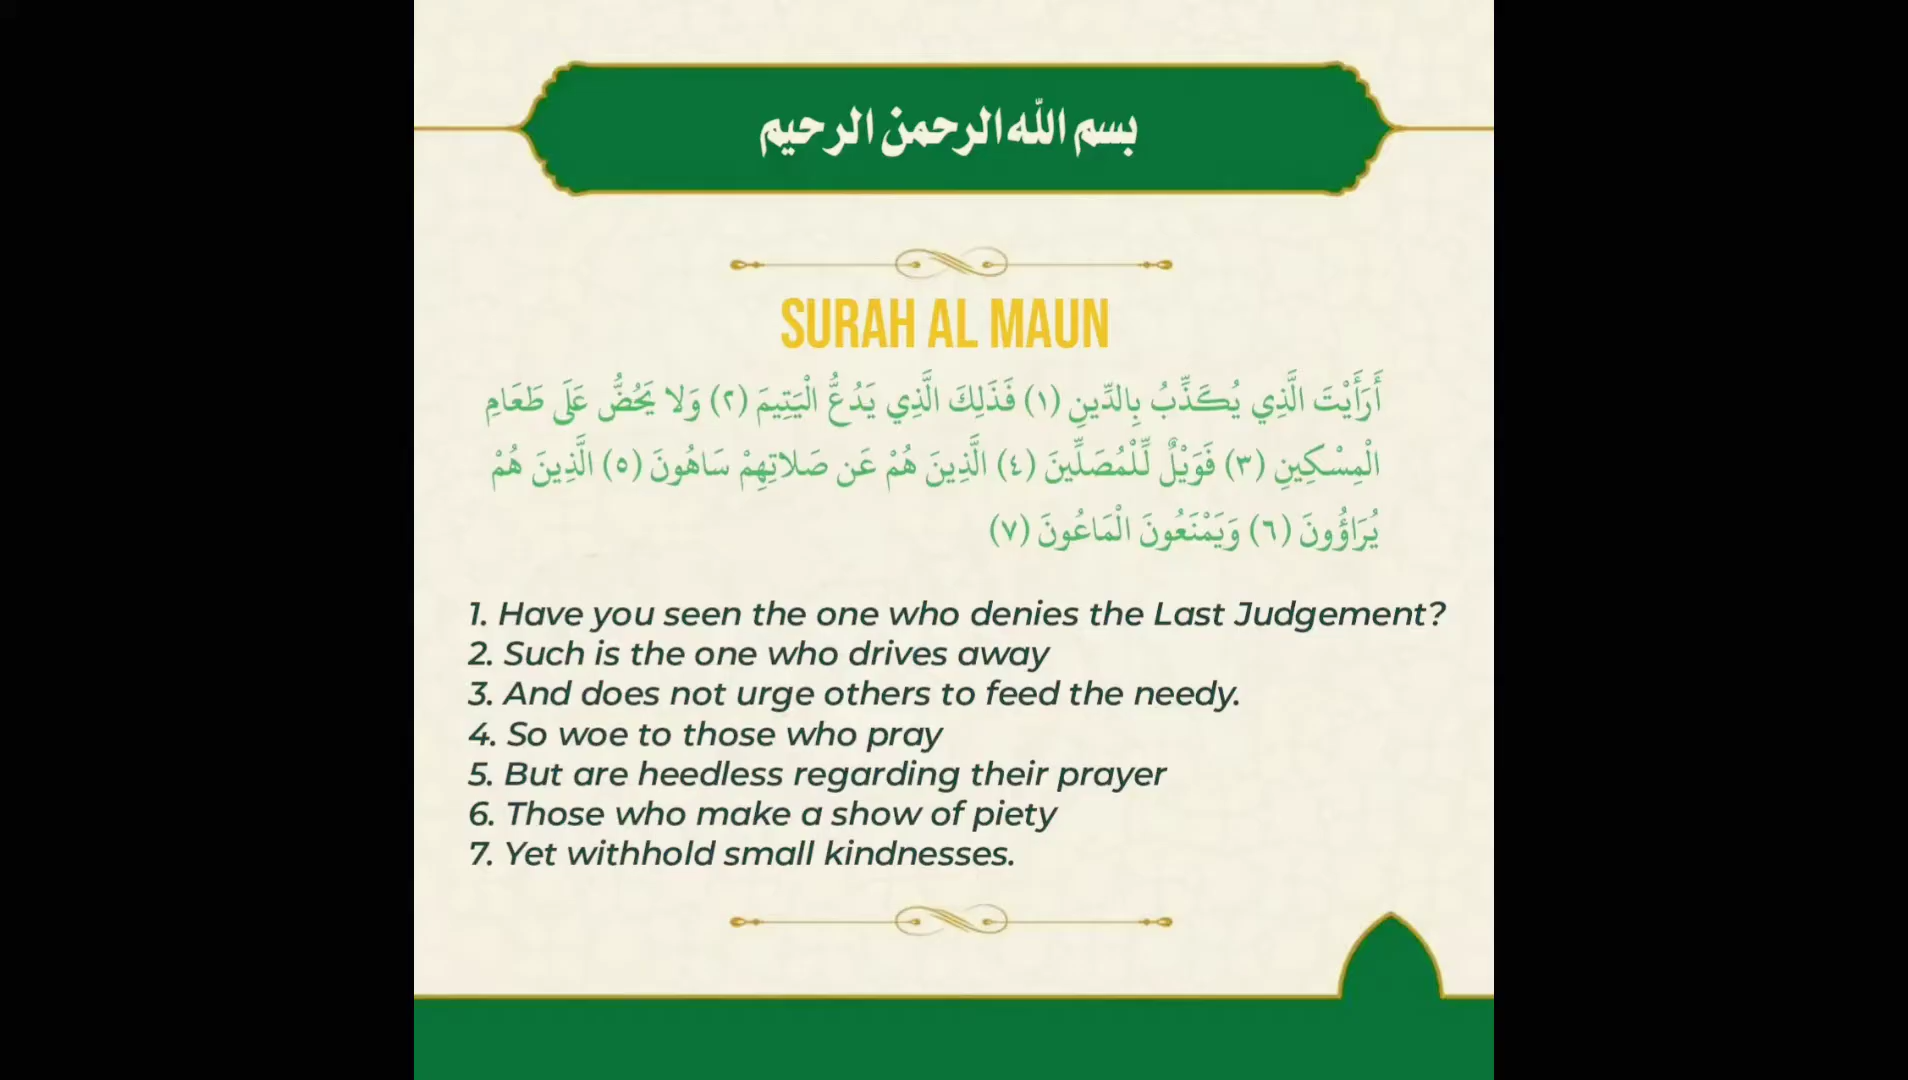 بسم الله الرحمن الرحيم
SURAH AL MAUN
أَرَأَيْتَ الَّذِي يُكَذِّبُ بِالدِّينِ (١) فَذَلِكَ الَّذِي يَدُعُّ الْيَتِيمَ (٢) وَلا يَحُضُّ عَلَى طَعَامِ
الْمِسْكِينِ (٣) فَوَيْلٌ لِّلْمُصَلِّينَ (٤) الَّذِينَ هُمْ عَن صَلاتِهِمْ سَاهُونَ (٥) الَّذِينَ هُمْ
يُرَاؤُونَ (٦) وَيَمْنَعُونَ الْمَاعُونَ (٧)
1. Have you seen the one who denies the Last Judgement?
2. Such is the one who drives away
3. And does not urge others to feed the needy.
4. So woe to those who pray
5. But are heedless regarding their prayer
6. Those who make a show of piety
7. Yet withhold small kindnesses.